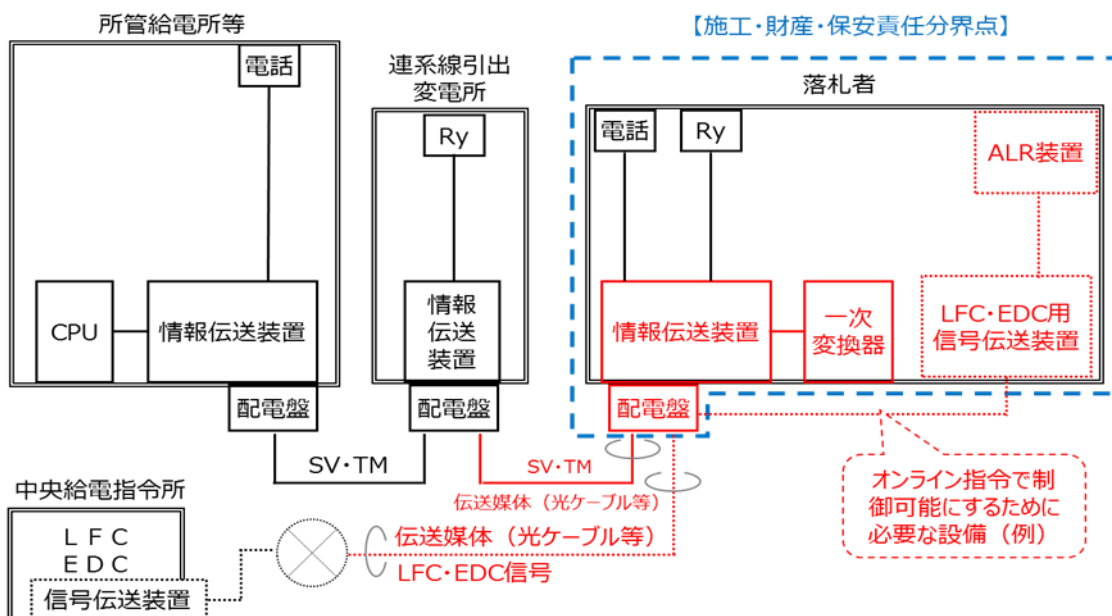 所管給電所等
電話
CPU
情報伝送装置
配電盤
連系線引出
変電所
Ry
情報
伝送
装置
配電盤
【施工・財産・保安責任分界点】
落札者
電話
Ry
ALR装置
情報伝送装置
一次
変換器
LFC・EDC用
信号伝送装置
配電盤
SV・TM
SV・TM
伝送媒体（光ケーブル等）
オンライン指令で制
御可能にするために
必要な設備（例）
中央給電指令所
ＬＦＣ
ＥＤＣ
信号伝送装置
伝送媒体（光ケーブル等）
LFC・EDC信号